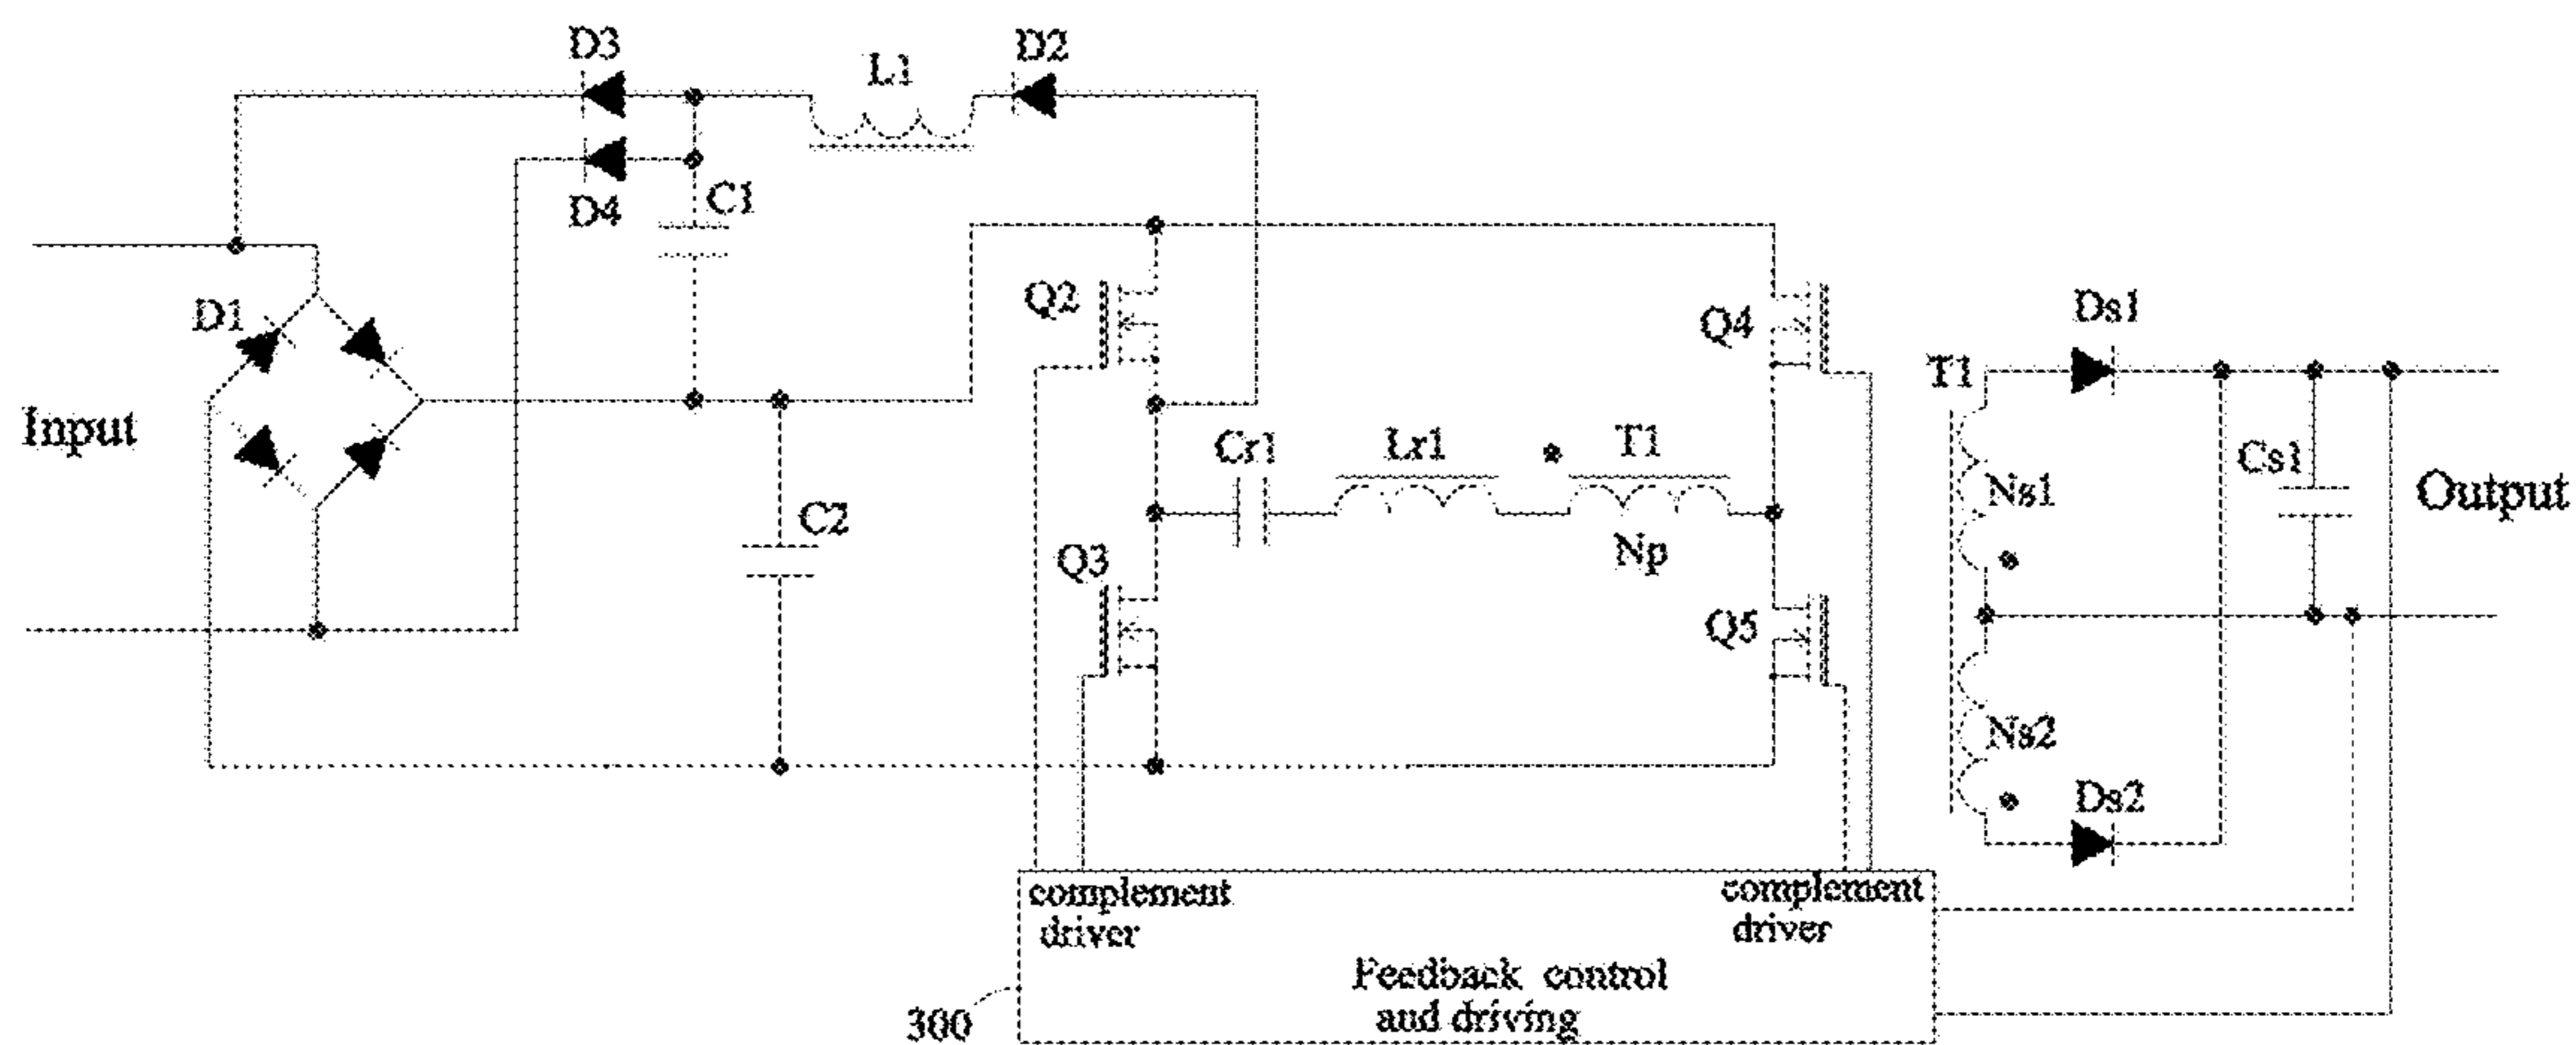 D3
L1
D2
D4
C1
D1
Q2
Q4
Ds1
T1
Input
Cr1
Lr1
T1
Cs1
Ns1
Output
C2
Q3
Np
Q5
Ns2
Ds2
complement
driver
complement
driver
Feedback control
and driving
300